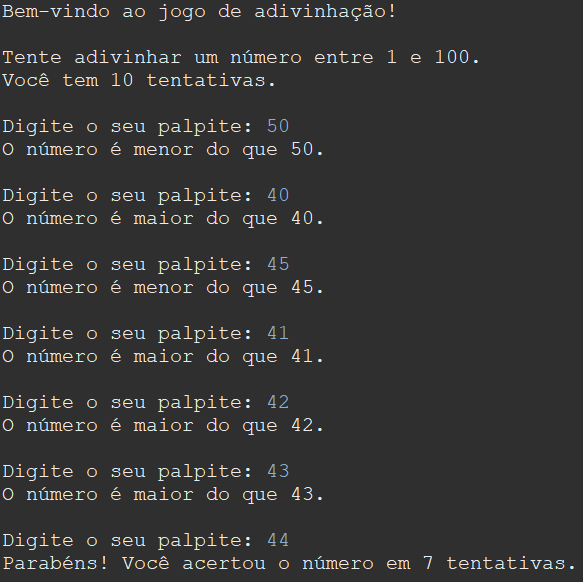 Bem-vindo ao jogo de adivinhação!
Tente adivinhar um número entre 1 e 100.
Você tem 10 tentativas.
Digite o seu palpite: 50
O número é menor do que 50.
Digite o seu palpite: 40
O número é maior do que 40.
Digite o seu palpite: 45
O número é menor do que 45.
Digite o seu palpite: 41
O número é maior do que 41.
Digite o seu palpite: 42
O número é maior do que 42.
Digite o seu palpite: 43
O número é maior do que 43.
Digite o seu palpite: 44
Parabéns! Você acertou o número em 7 tentativas.